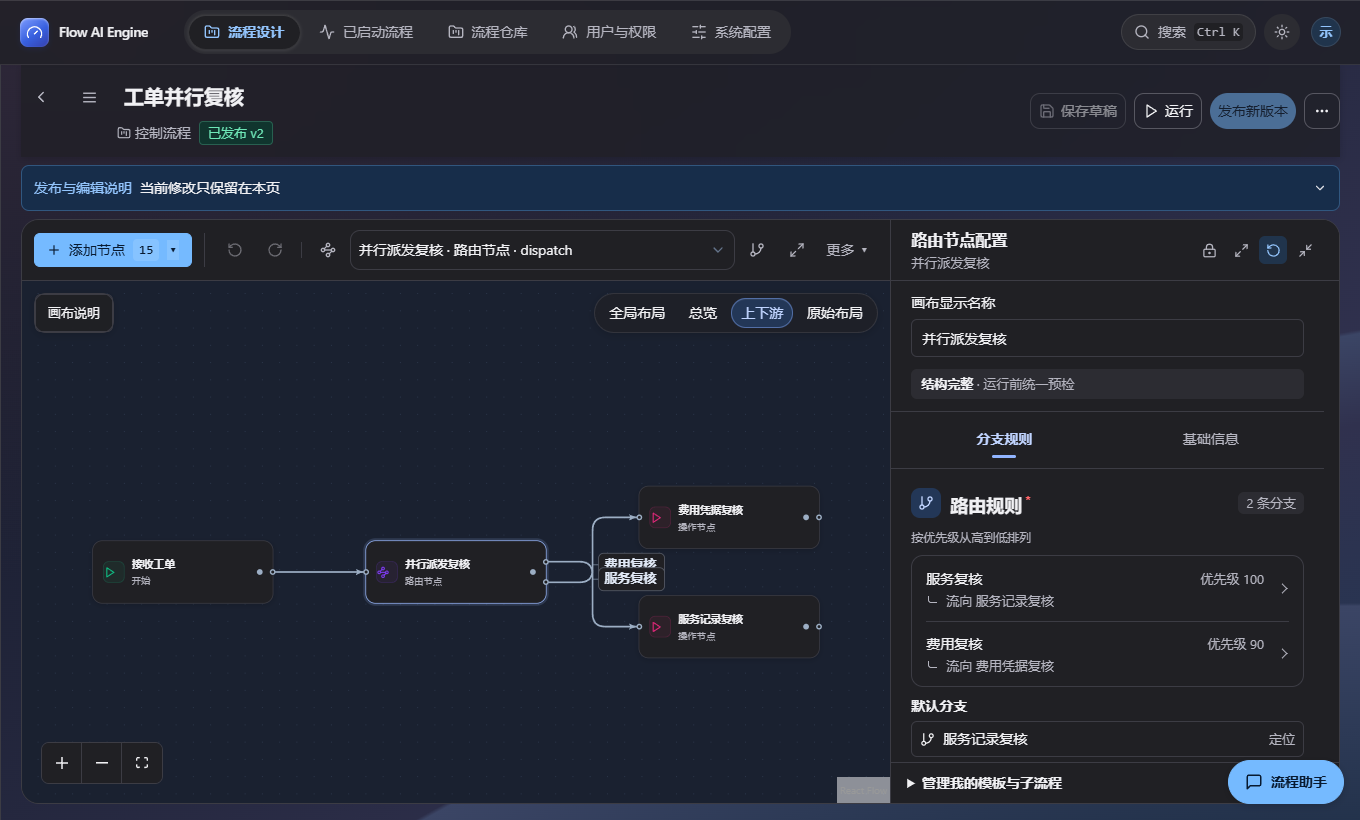 Flow AI Engine
流程设计
已启动流程
流程仓库
用户与权限
系统配置
搜索 Ctrl K
示
工单并行复核
控制流程 已发布 v2
保存草稿
运行
发布新版本
发布与编辑说明 当前修改只保留在本页
添加节点 15
并行派发复核 · 路由节点 · dispatch
更多
画布说明
全局布局
总览
上下游
原始布局
接收工单
开始
并行派发复核
路由节点
费用复核
服务复核
费用凭据复核
操作节点
服务记录复核
操作节点
路由节点配置
并行派发复核
画布显示名称
并行派发复核
结构完整 · 运行前统一预检
分支规则
基础信息
路由规则*
2 条分支
按优先级从高到低排列
服务复核 优先级 100
流向 服务记录复核
费用复核 优先级 90
流向 费用凭据复核
默认分支
服务记录复核 定位
管理我的模板与子流程
流程助手